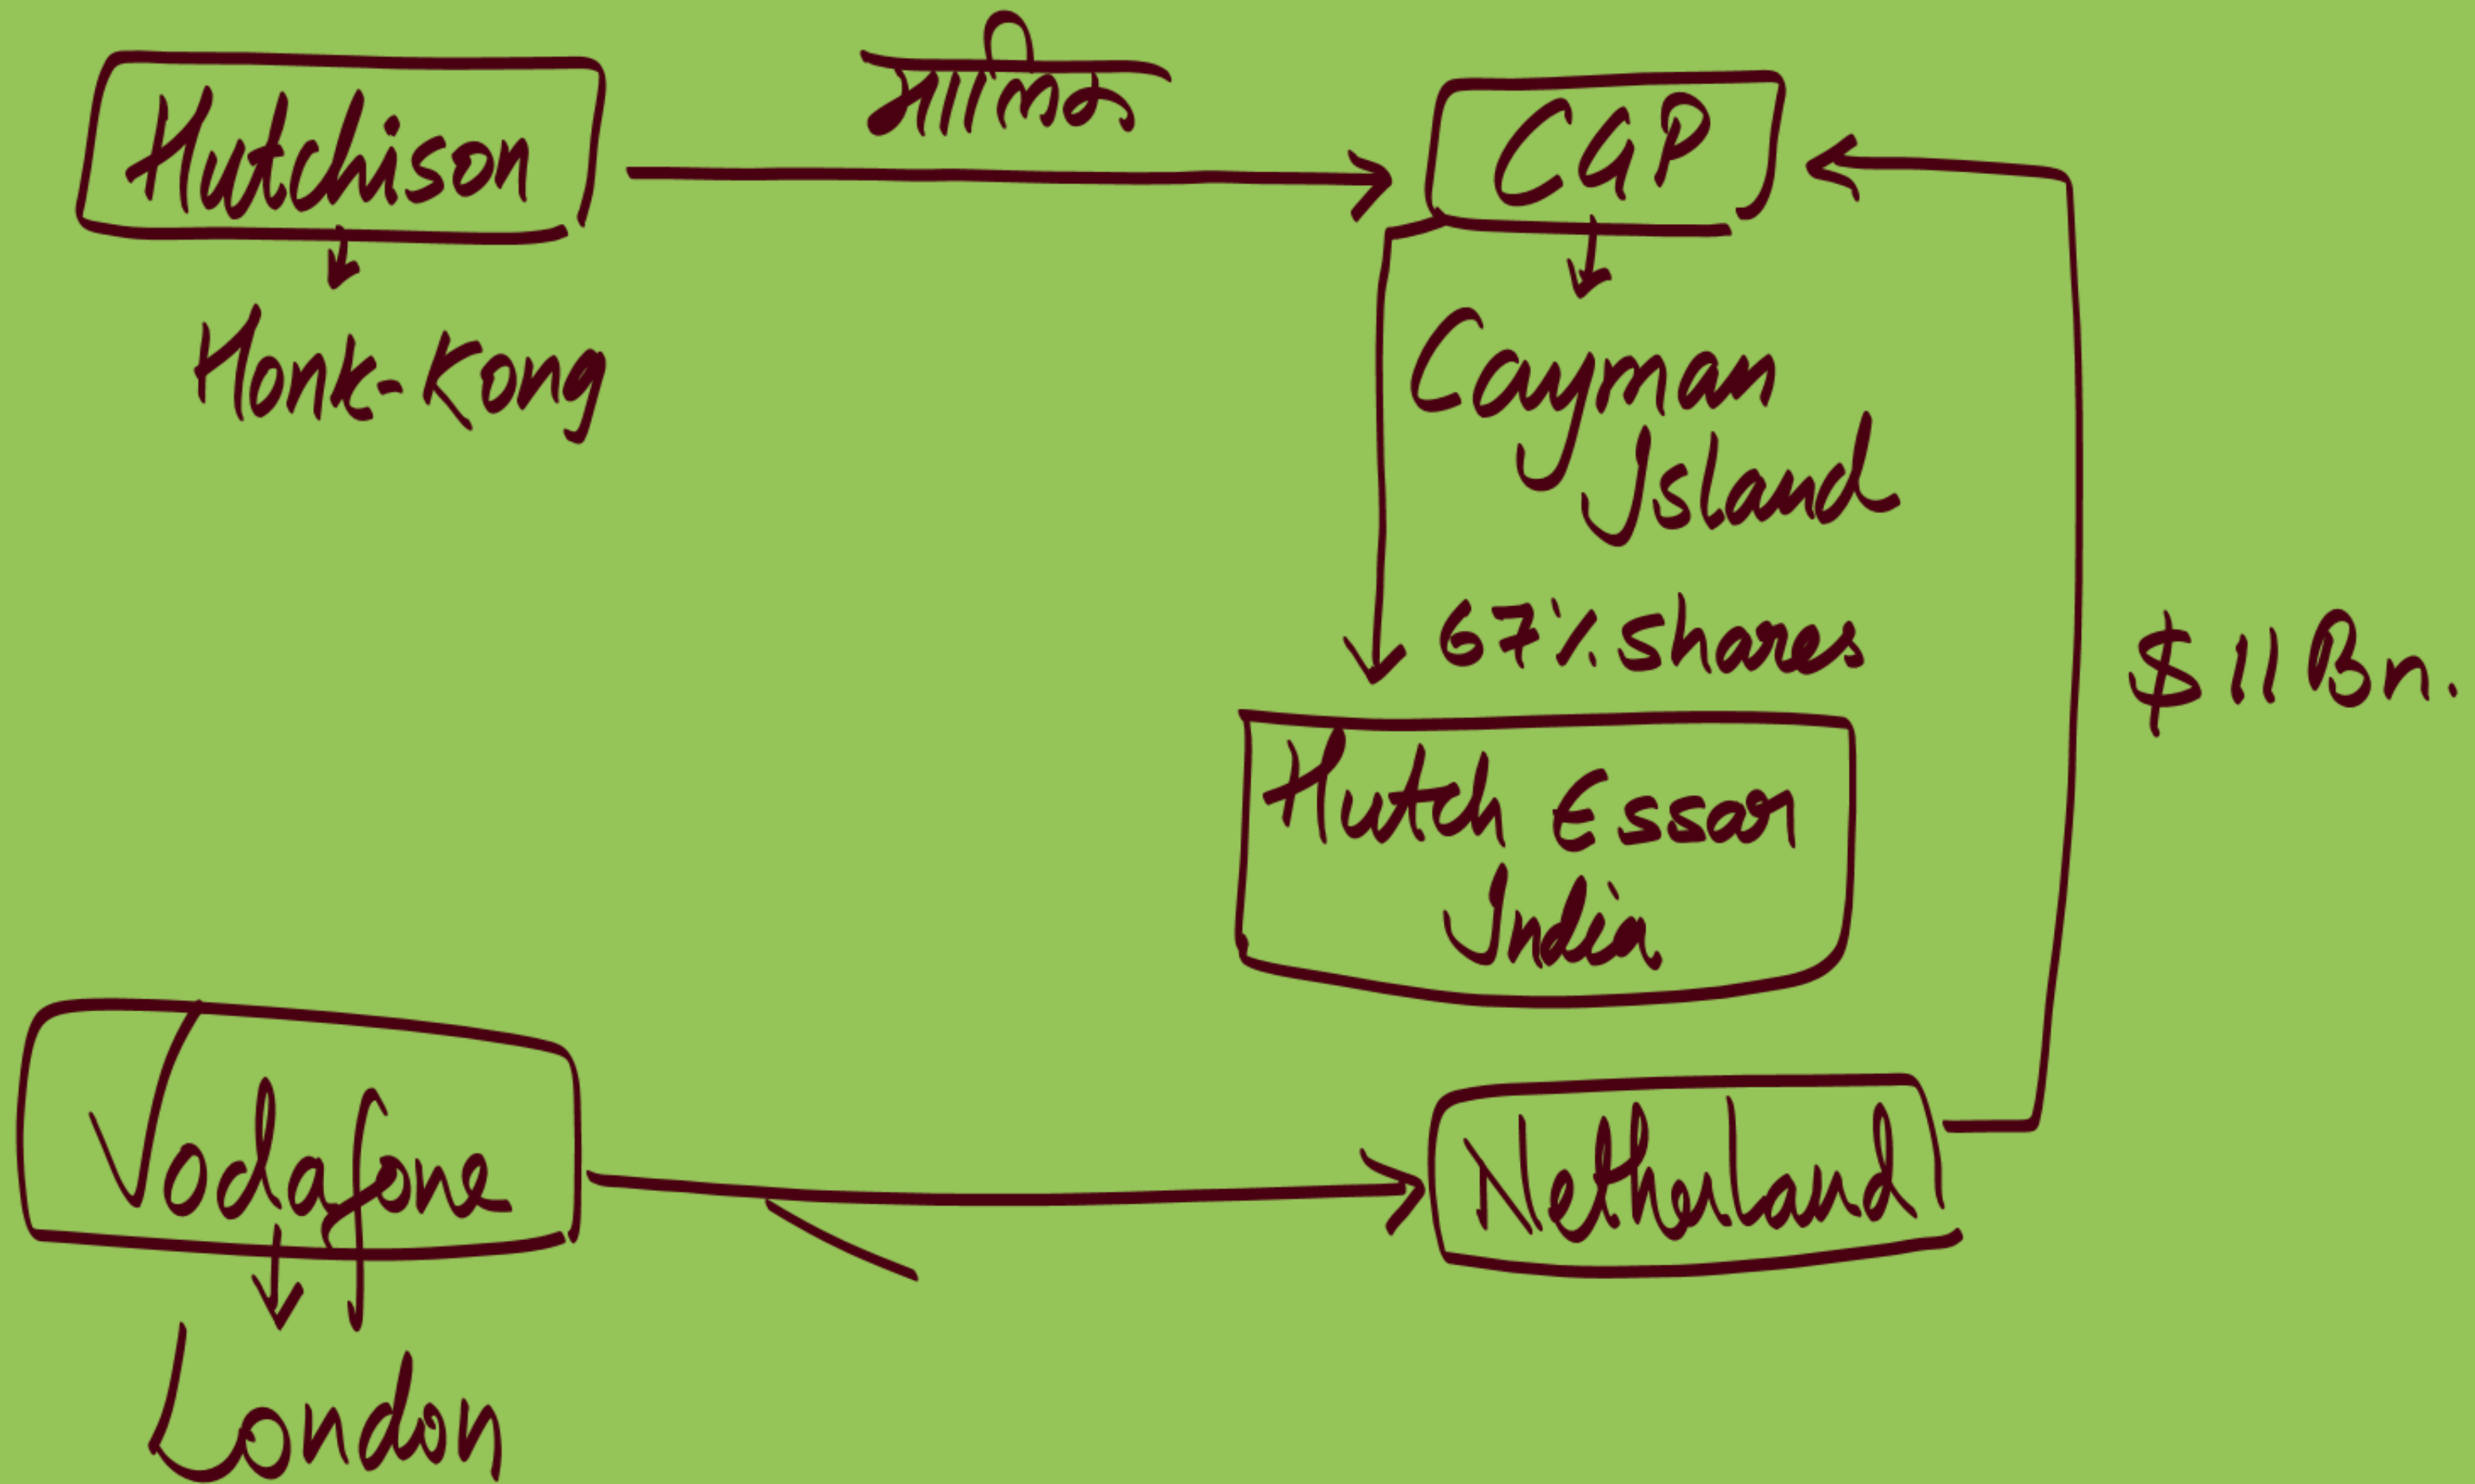 Hutchison
मालिक
CGP
Honk-Kong
Cayman
Island
67% shares
$ 11 Bn.
Hutch Essar
India
Vodafone
Netherland
London